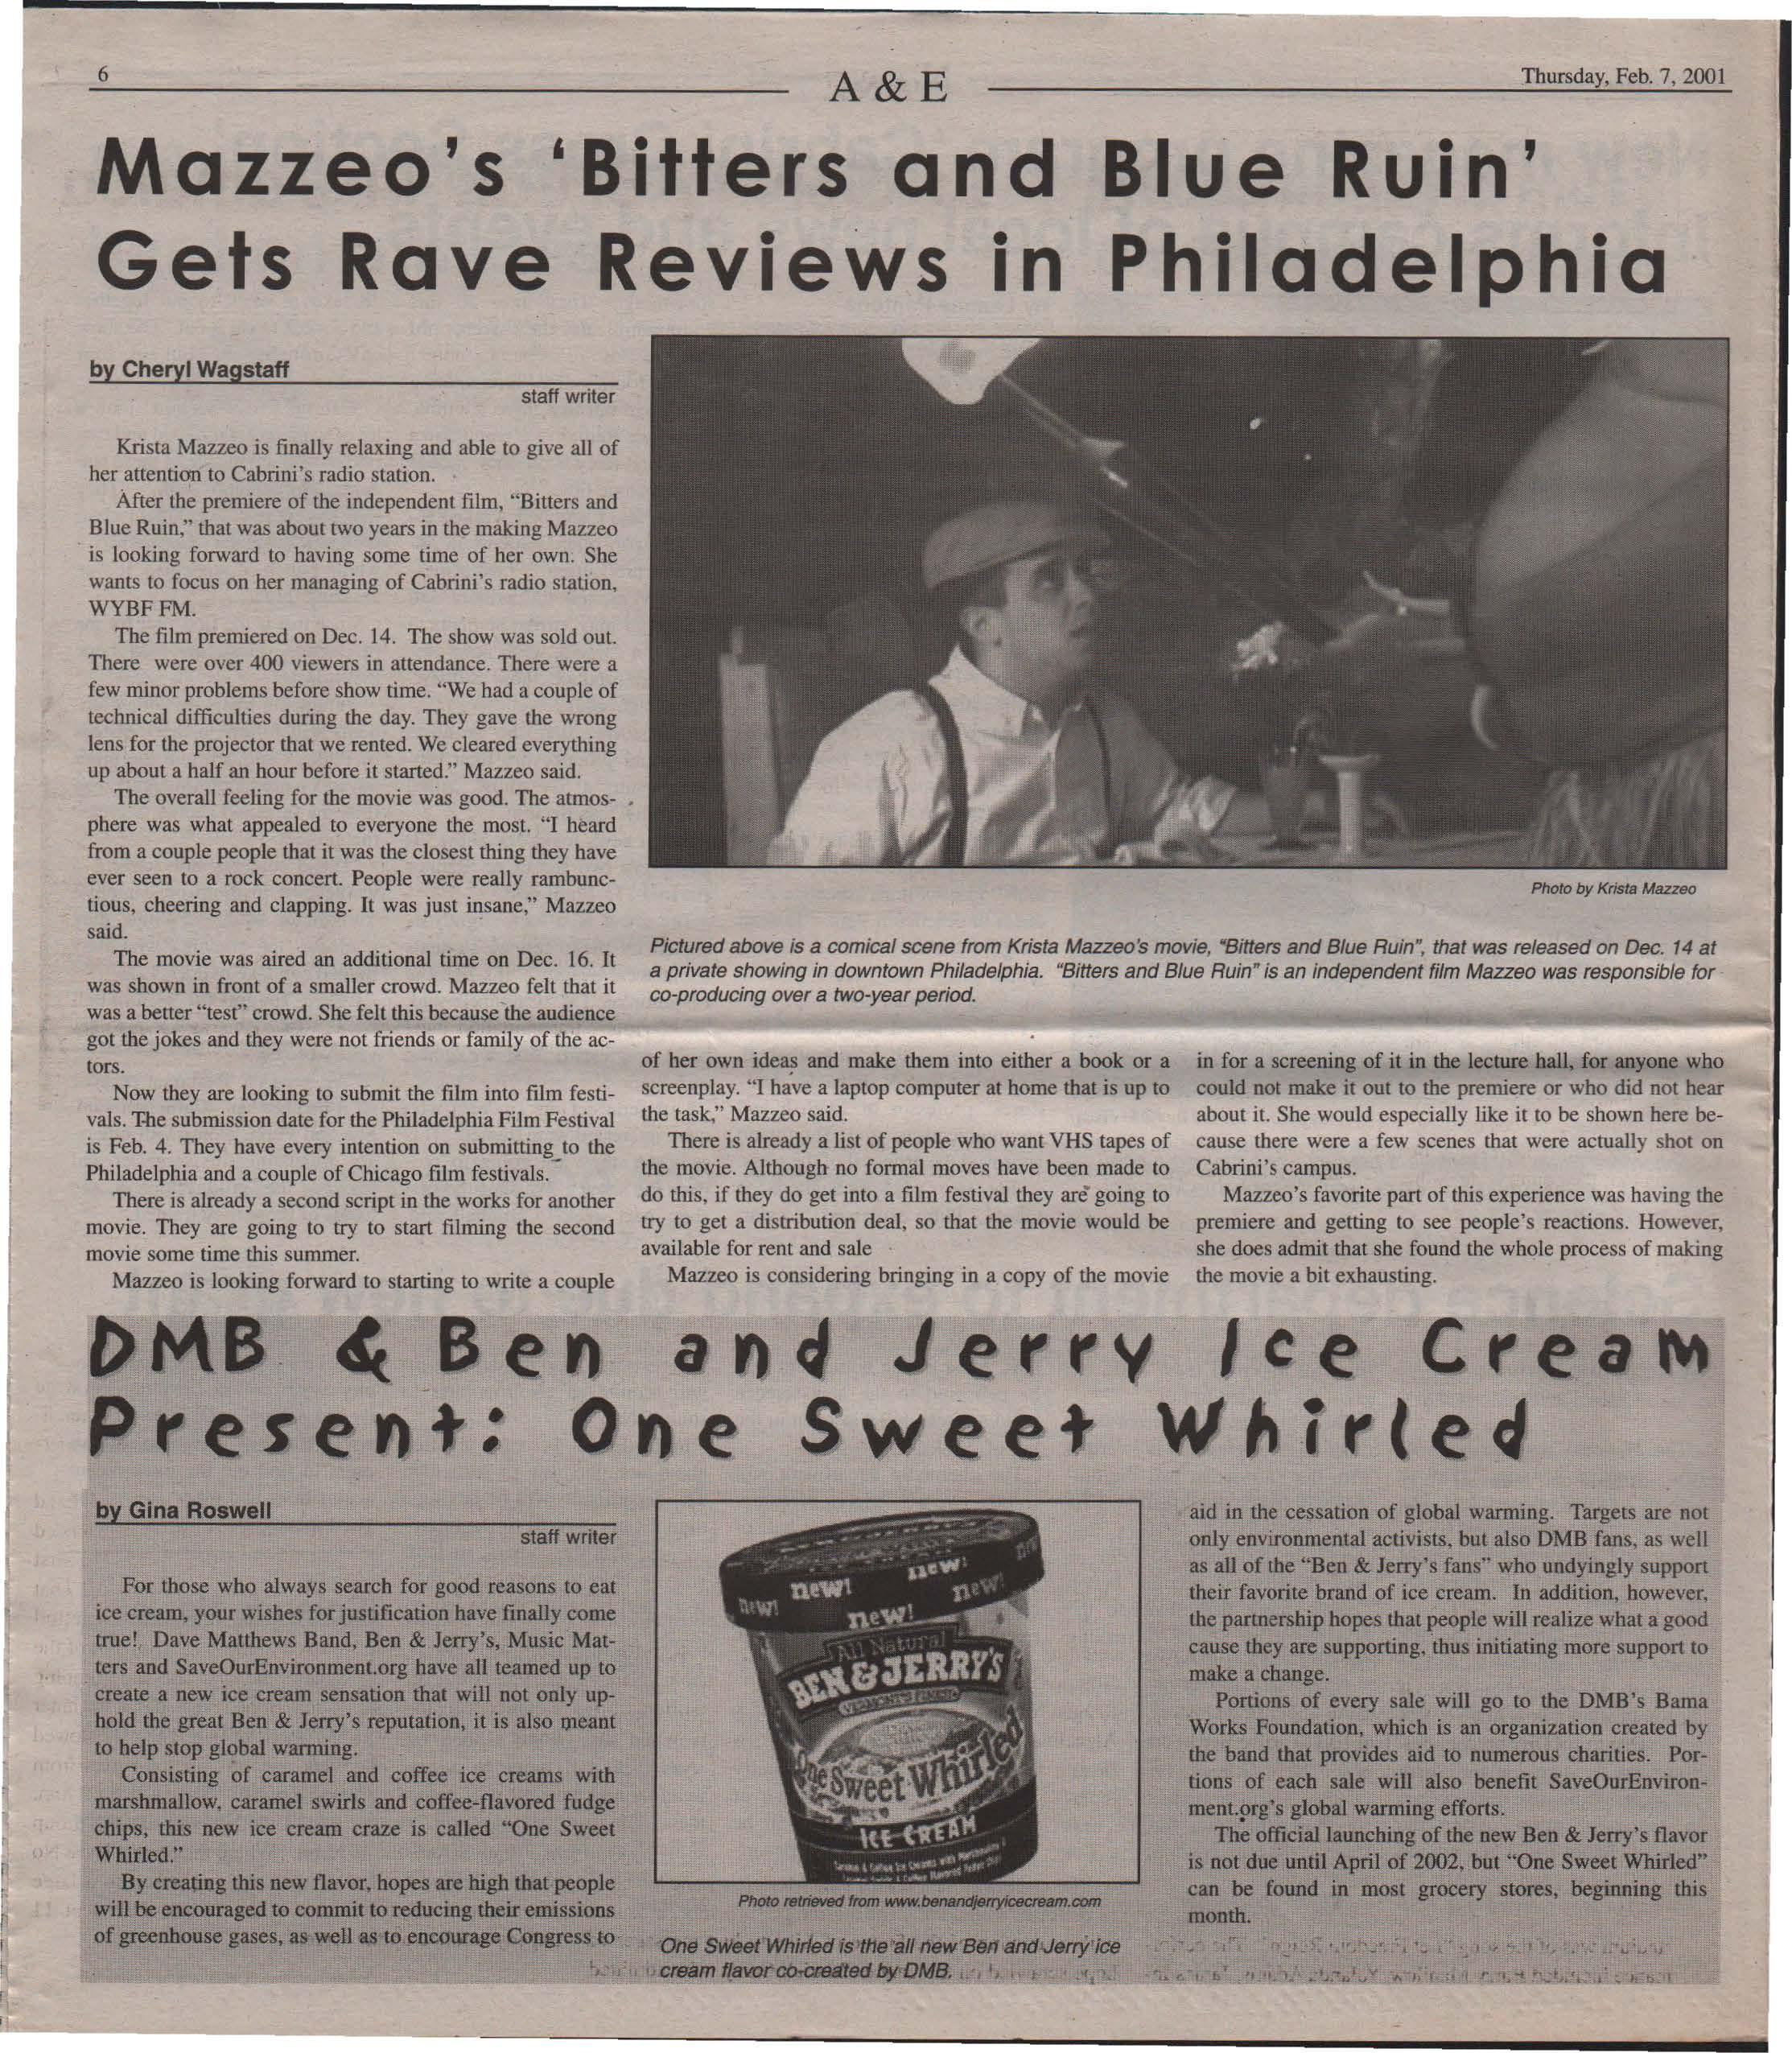 6
A & E
Thursday, Feb. 7, 2001
Mazzeo's 'Bitters and Blue Ruin'
Gets Rave Reviews in Philadelphia
by Cheryl Wagstaff
staff writer
Krista Mazzeo is finally relaxing and able to give all of
her attention to Cabrini's radio station.
After the premiere of the independent film, "Bitters and
Blue Ruin," that was about two years in the making Mazzeo
is looking forward to having some time of her own. She
wants to focus on her managing of Cabrini's radio station,
WYBF FM.
The film premiered on Dec. 14. The show was sold out.
There were over 400 viewers in attendance. There were a
few minor problems before show time. "We had a couple of
technical difficulties during the day. They gave the wrong
lens for the projector that we rented. We cleared everything
up about a half an hour before it started." Mazzeo said.
The overall feeling for the movie was good. The atmos-
phere was what appealed to everyone the most. "I heard
from a couple people that it was the closest thing they have
ever seen to a rock concert. People were really rambunc-
tious, cheering and clapping. It was just insane," Mazzeo
said.
The movie was aired an additional time on Dec. 16. It
was shown in front of a smaller crowd. Mazzeo felt that it
was a better "test" crowd. She felt this because the audience
got the jokes and they were not friends or family of the ac-
tors.
Now they are looking to submit the film into film festi-
vals. The submission date for the Philadelphia Film Festival
is Feb. 4. They have every intention on submitting to the
Philadelphia and a couple of Chicago film festivals.
There is already a second script in the works for another
movie. They are going to try to start filming the second
movie some time this summer.
Mazzeo is looking forward to starting to write a couple
Photo by Krista Mazzeo
Pictured above is a comical scene from Krista Mazzeo's movie, "Bitters and Blue Ruin", that was released on Dec. 14 at
a private showing in downtown Philadelphia. "Bitters and Blue Ruin" is an independent film Mazzeo was responsible for
co-producing over a two-year period.
of her own ideas and make them into either a book or a
screenplay. "I have a laptop computer at home that is up to
the task," Mazzeo said.
There is already a list of people who want VHS tapes of
the movie. Although no formal moves have been made to
do this, if they do get into a film festival they are going to
try to get a distribution deal, so that the movie would be
available for rent and sale
Mazzeo is considering bringing in a copy of the movie
in for a screening of it in the lecture hall, for anyone who
could not make it out to the premiere or who did not hear
about it. She would especially like it to be shown here be-
cause there were a few scenes that were actually shot on
Cabrini's campus.
Mazzeo's favorite part of this experience was having the
premiere and getting to see people's reactions. However,
she does admit that she found the whole process of making
the movie a bit exhausting.
DMB & Ben and Jerry Ice Cream
Present: One Sweet Whirled
by Gina Roswell
staff writer
For those who always search for good reasons to eat
ice cream, your wishes for justification have finally come
true! Dave Matthews Band, Ben & Jerry's, Music Mat-
ters and SaveOurEnvironment.org have all teamed up to
create a new ice cream sensation that will not only up-
hold the great Ben & Jerry's reputation, it is also meant
to help stop global warming.
Consisting of caramel and coffee ice creams with
marshmallow, caramel swirls and coffee-flavored fudge
chips, this new ice cream craze is called "One Sweet
Whirled."
By creating this new flavor, hopes are high that people
will be encouraged to commit to reducing their emissions
of greenhouse gases, as well as to encourage Congress to
new! new! new! new! new! new!
All Natural
BEN & JERRY'S
VERMONT'S FINEST
One Sweet Whirled
ICE CREAM
Photo retrieved from www.benandjerryicecream.com
One Sweet Whirled is the all new Ben and Jerry ice
cream flavor co-created by DMB.
aid in the cessation of global warming. Targets are not
only environmental activists, but also DMB fans, as well
as all of the "Ben & Jerry's fans" who undyingly support
their favorite brand of ice cream. In addition, however,
the partnership hopes that people will realize what a good
cause they are supporting, thus initiating more support to
make a change.
Portions of every sale will go to the DMB's Bama
Works Foundation, which is an organization created by
the band that provides aid to numerous charities. Por-
tions of each sale will also benefit SaveOurEnviron-
ment.org's global warming efforts.
The official launching of the new Ben & Jerry's flavor
is not due until April of 2002, but "One Sweet Whirled"
can be found in most grocery stores, beginning this
month.